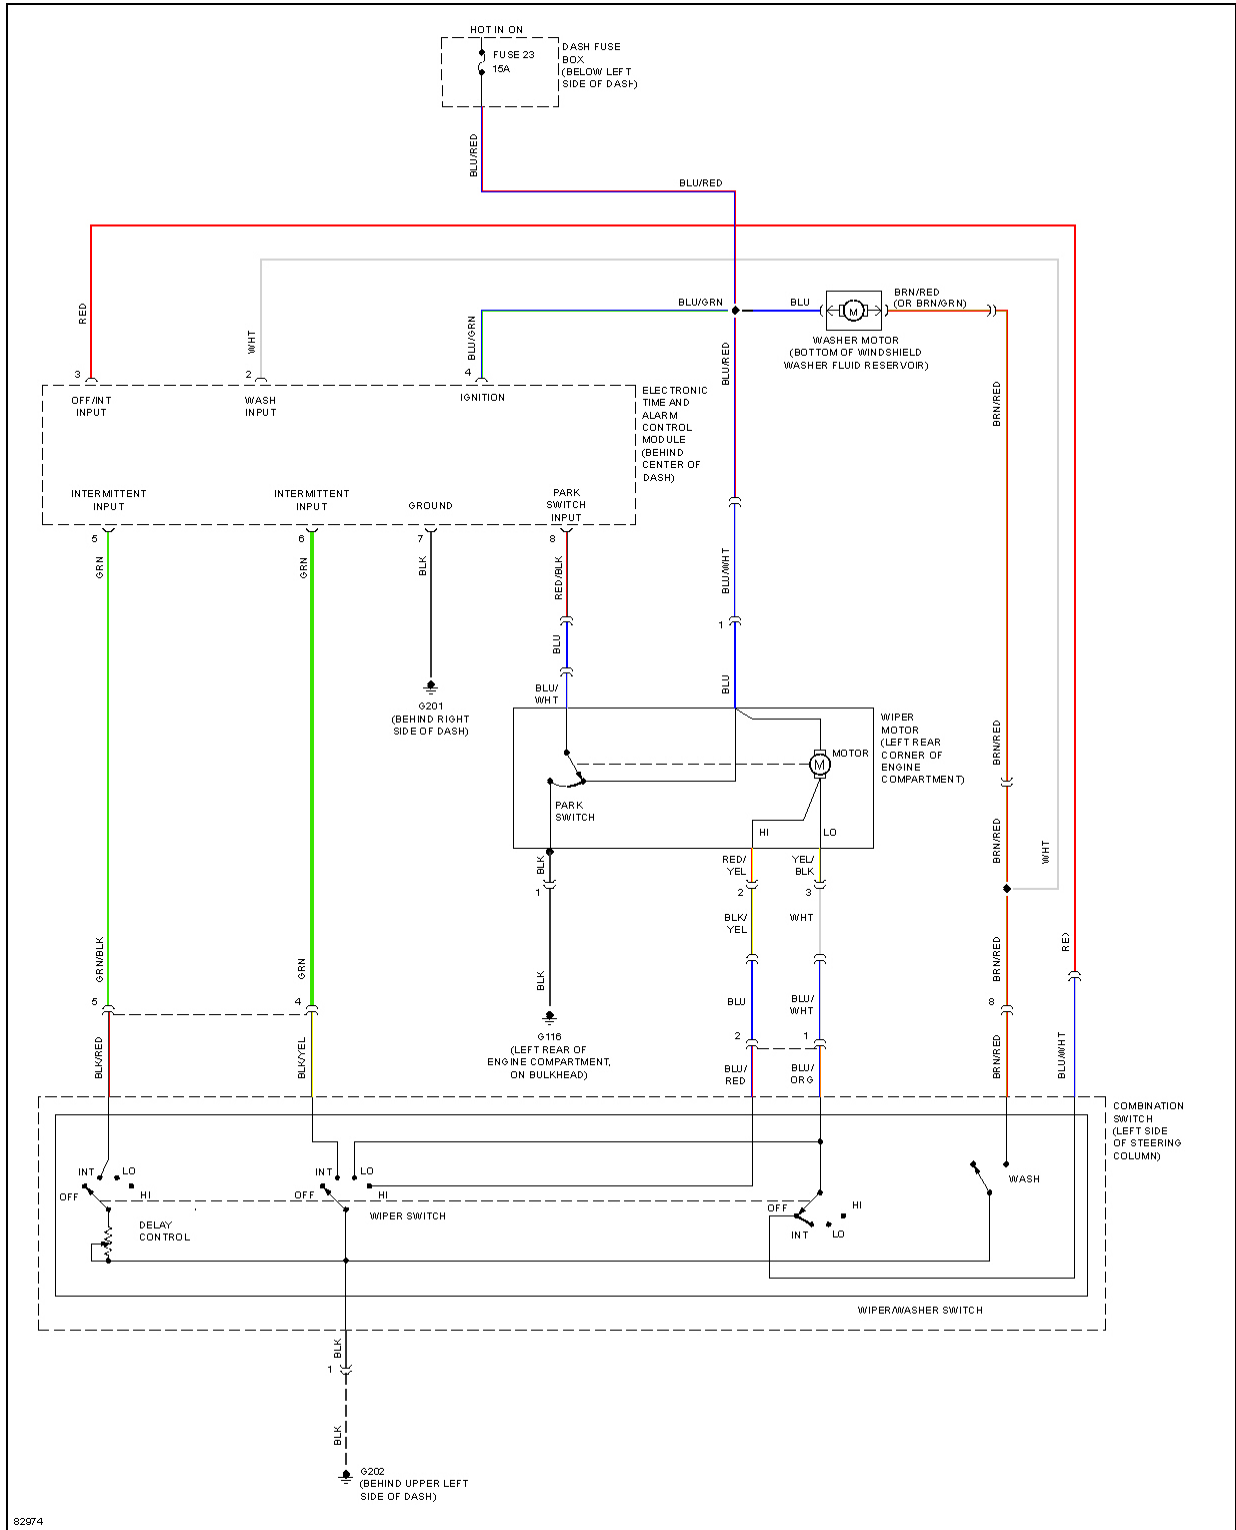 HOT IN ON
FUSE 23
15A
DASH FUSE
BOX
(BELOW LEFT
SIDE OF DASH)
BLU/RED
BLU/RED
RED
WHT
BLU/GRN
BLU/GRN
BLU/RED
BLU
BRN/RED
(OR BRN/GRN)
M
WASHER MOTOR
(BOTTOM OF WINDSHIELD
WASHER FLUID RESERVOIR)
BRN/RED
3
2
4
OFF/INT
INPUT
WASH
INPUT
IGNITION
ELECTRONIC
TIME AND
ALARM
CONTROL
MODULE
(BEHIND
CENTER OF
DASH)
INTERMITTENT
INPUT
INTERMITTENT
INPUT
GROUND
PARK
SWITCH
INPUT
5
6
7
8
GRN
GRN
BLK
RED/BLK
BLU/WHT
1
BLU
BLU/
WHT
BLU
G201
(BEHIND RIGHT
SIDE OF DASH)
WIPER
MOTOR
(LEFT REAR
CORNER OF
ENGINE
COMPARTMENT)
MOTOR
M
PARK
SWITCH
HI
LO
BRN/RED
BRN/RED
WHT
BLK
1
RED/
YEL
YEL/
BLK
2
3
BLK/
YEL
WHT
GRN/BLK
GRN
BLK
BLU
BLU/
WHT
BRN/RED
RED
5
4
8
G116
(LEFT REAR OF
ENGINE COMPARTMENT,
ON BULKHEAD)
2
1
BLK/RED
BLK/YEL
BLU/
RED
BLU/
ORG
BRN/RED
BLU/WHT
COMBINATION
SWITCH
(LEFT SIDE
OF STEERING
COLUMN)
INT
LO
OFF
HI
INT
LO
OFF
HI
WASH
OFF
HI
INT
LO
WIPER SWITCH
DELAY
CONTROL
WIPER/WASHER SWITCH
BLK
1
BLK
G202
(BEHIND UPPER LEFT
SIDE OF DASH)
82974